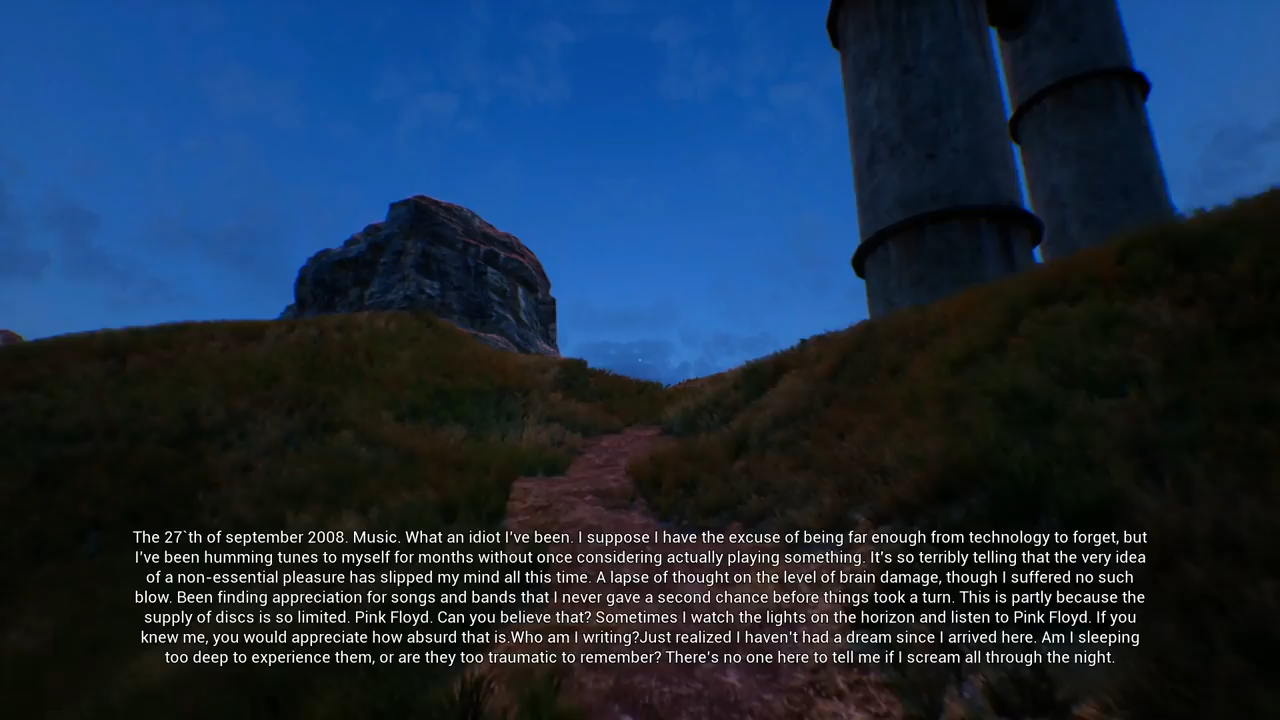 The 27`th of september 2008. Music. What an idiot I've been. I suppose I have the excuse of being far enough from technology to forget, but
I've been humming tunes to myself for months without once considering actually playing something. It's so terribly telling that the very idea
of a non-essential pleasure has slipped my mind all this time. A lapse of thought on the level of brain damage, though I suffered no such
blow. Been finding appreciation for songs and bands that I never gave a second chance before things took a turn. This is partly because the
supply of discs is so limited. Pink Floyd. Can you believe that? Sometimes I watch the lights on the horizon and listen to Pink Floyd. If you
knew me, you would appreciate how absurd that is.Who am I writing?Just realized I haven't had a dream since I arrived here. Am I sleeping
too deep to experience them, or are they too traumatic to remember? There's no one here to tell me if I scream all through the night.